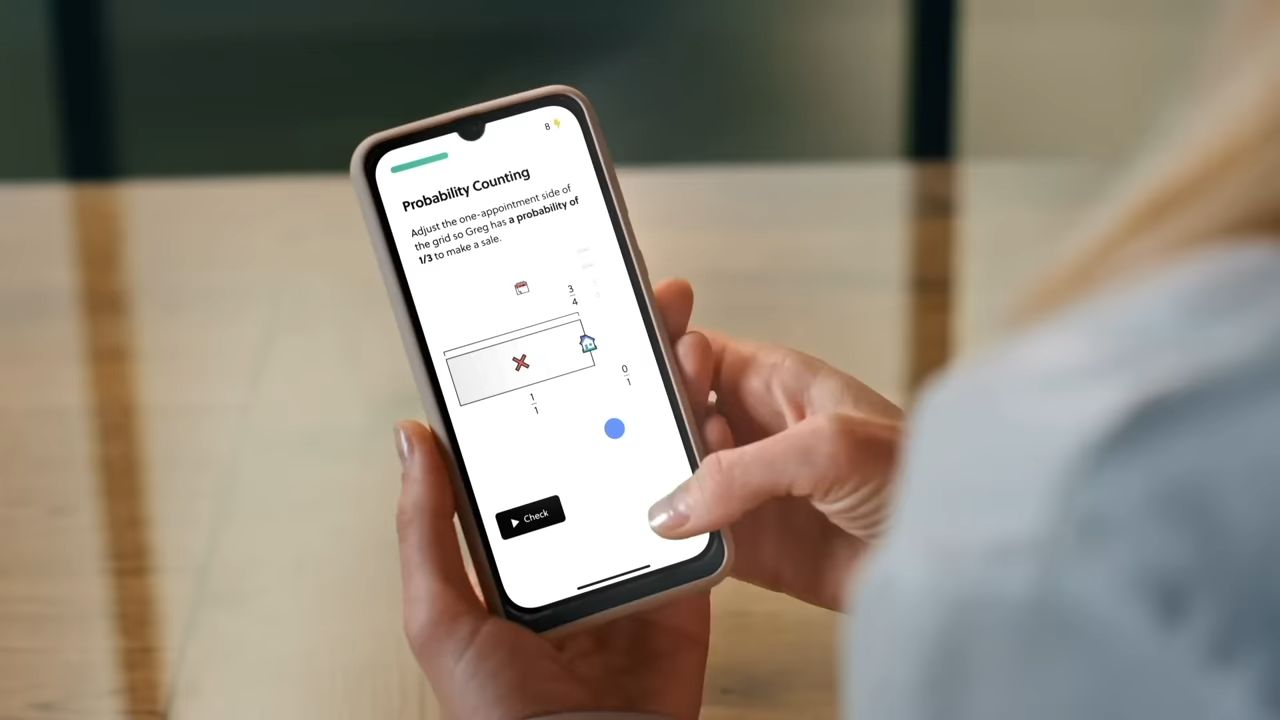 8
Probability Counting
Adjust the one-appointment side of
the grid so Greg has a probability of
1/3 to make a sale.
3
4
0
1
1
1
Check